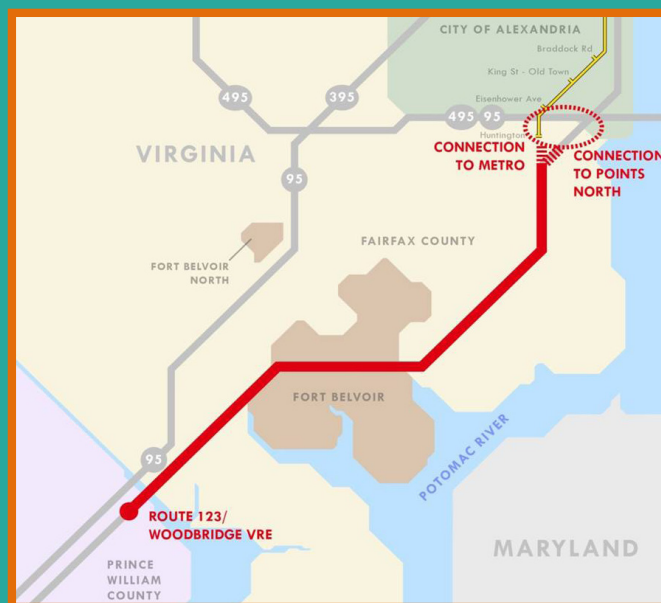 CITY OF ALEXANDRIA
Braddock Rd
King St - Old Town
Eisenhower Ave
495
395
495
95
Huntington
CONNECTION
TO METRO
CONNECTION
TO POINTS
NORTH
VIRGINIA
95
FAIRFAX COUNTY
FORT BELVOIR
NORTH
FORT BELVOIR
POTOMAC RIVER
95
ROUTE 123/
WOODBRIDGE VRE
MARYLAND
PRINCE
WILLIAM
COUNTY